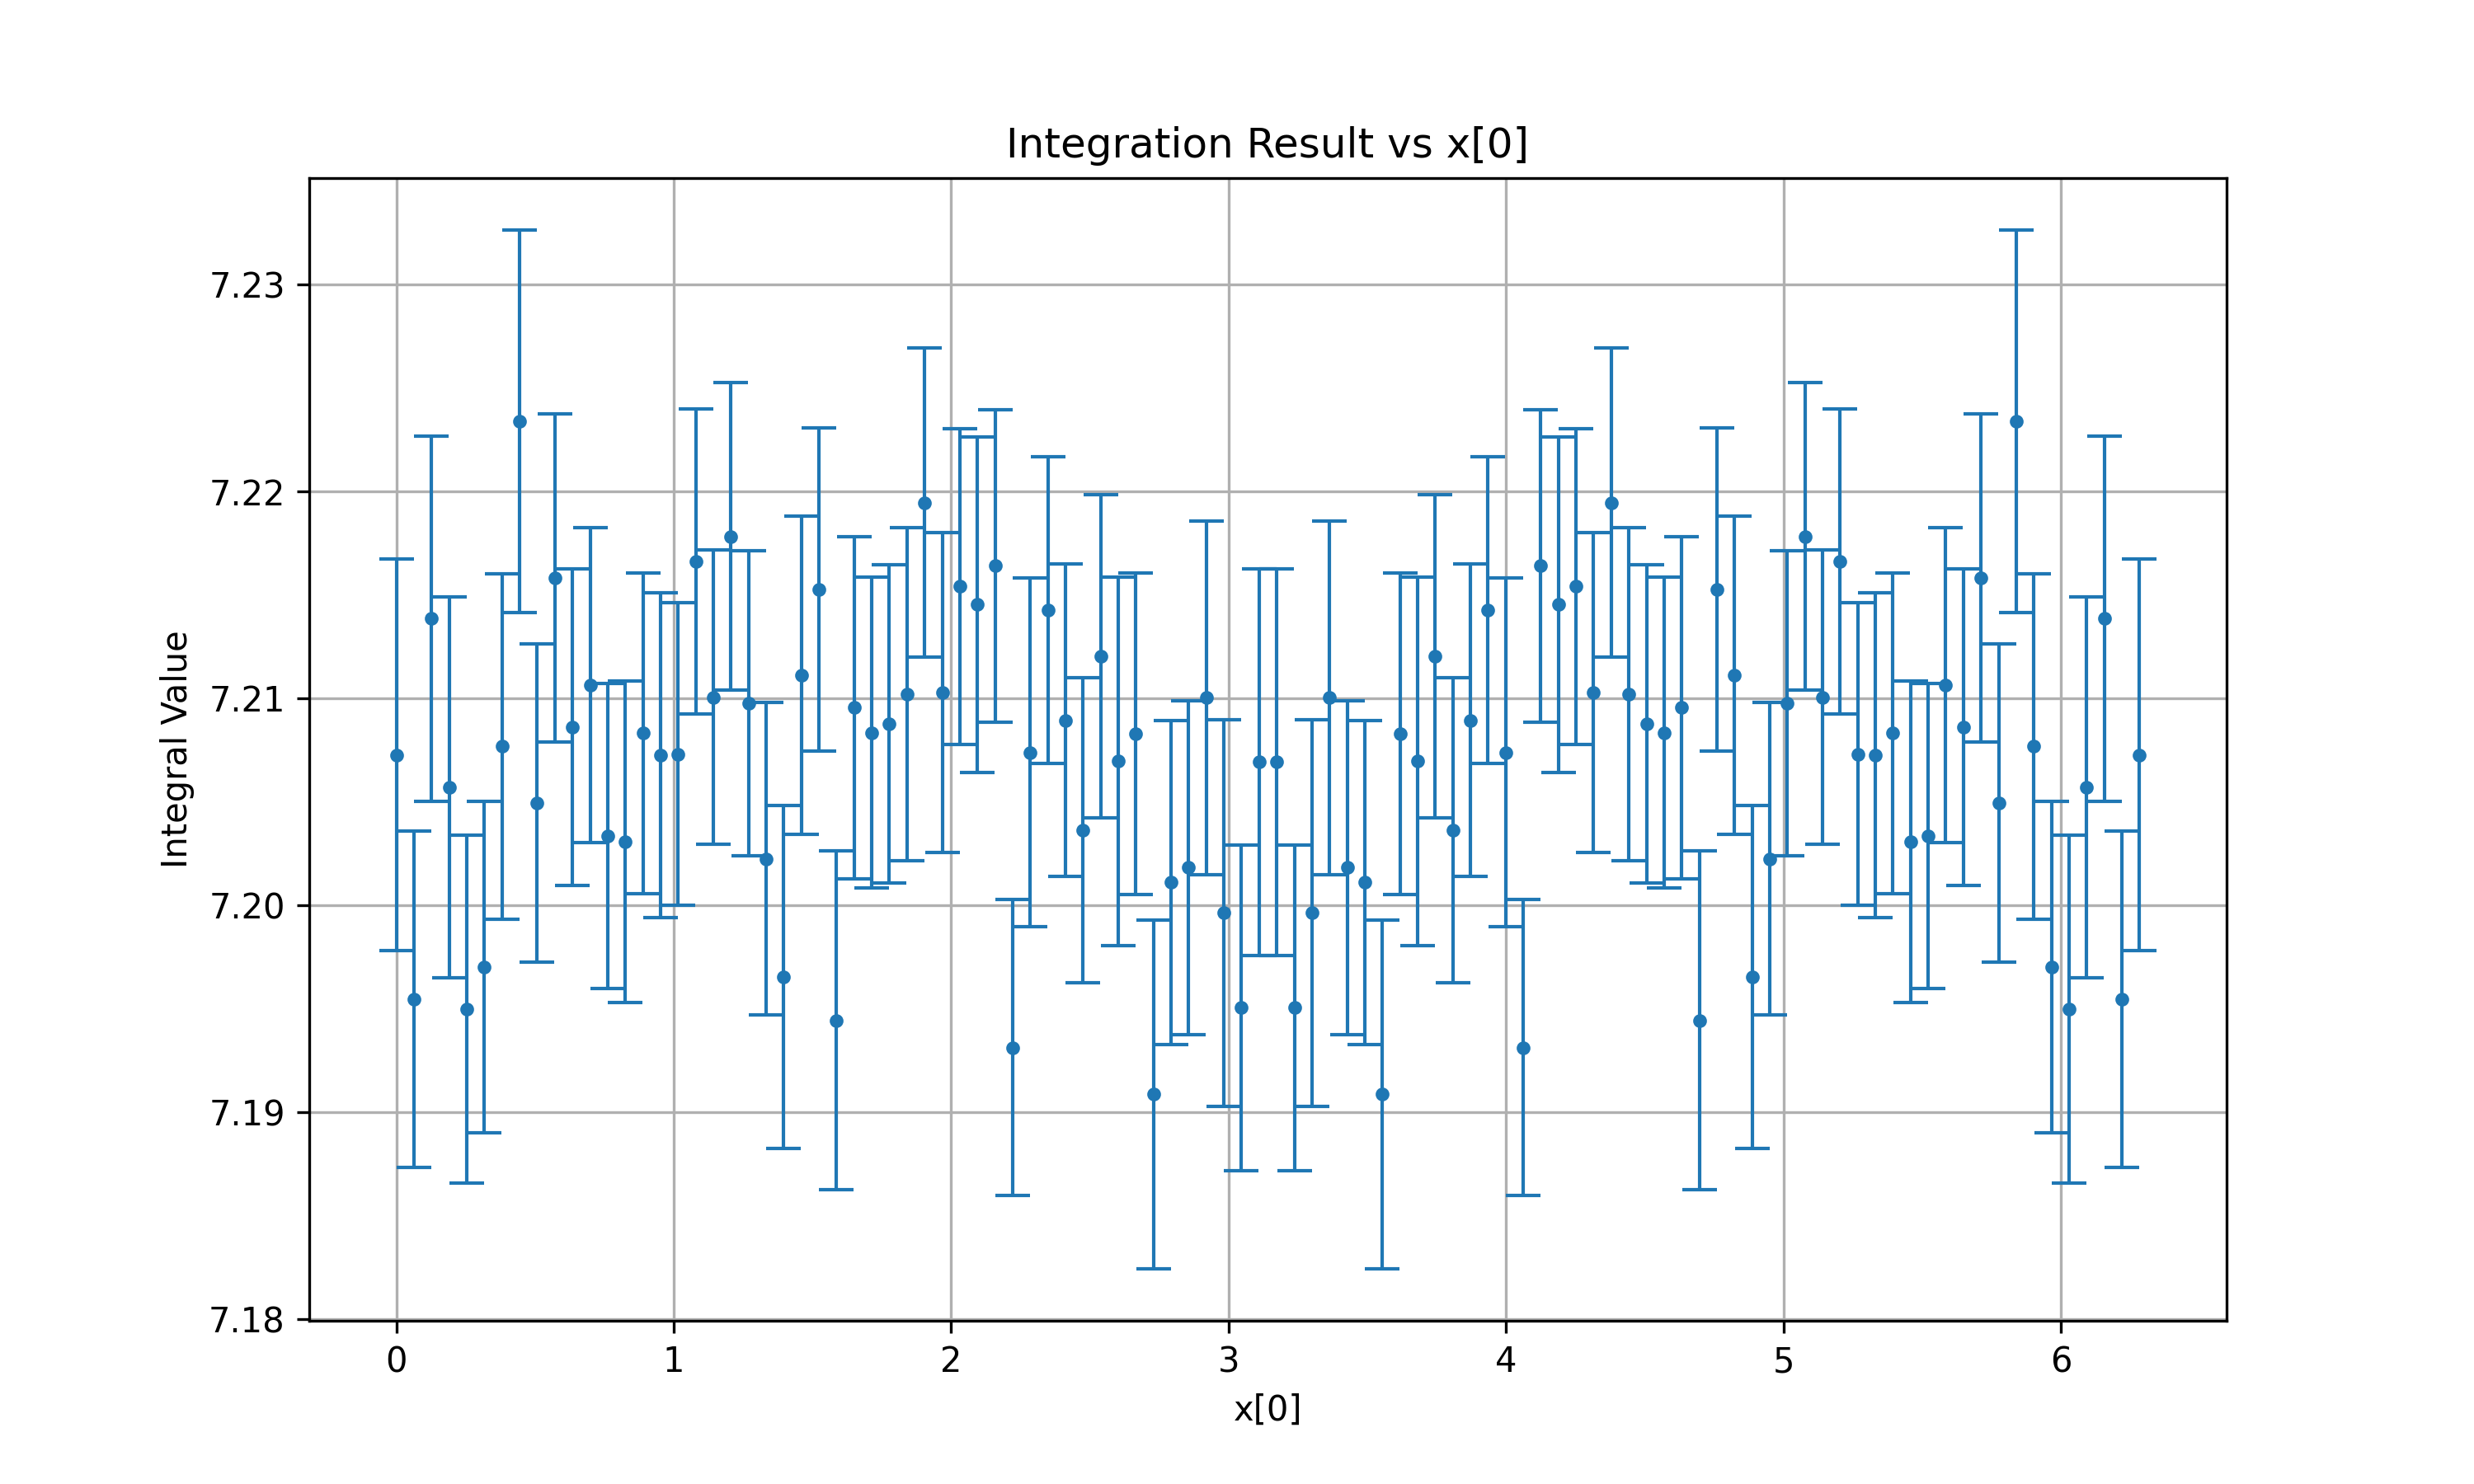 Integration Result vs x[0]
Integral Value
7.23
7.22
7.21
7.20
7.19
7.18
0 1 2 3 4 5 6
x[0]